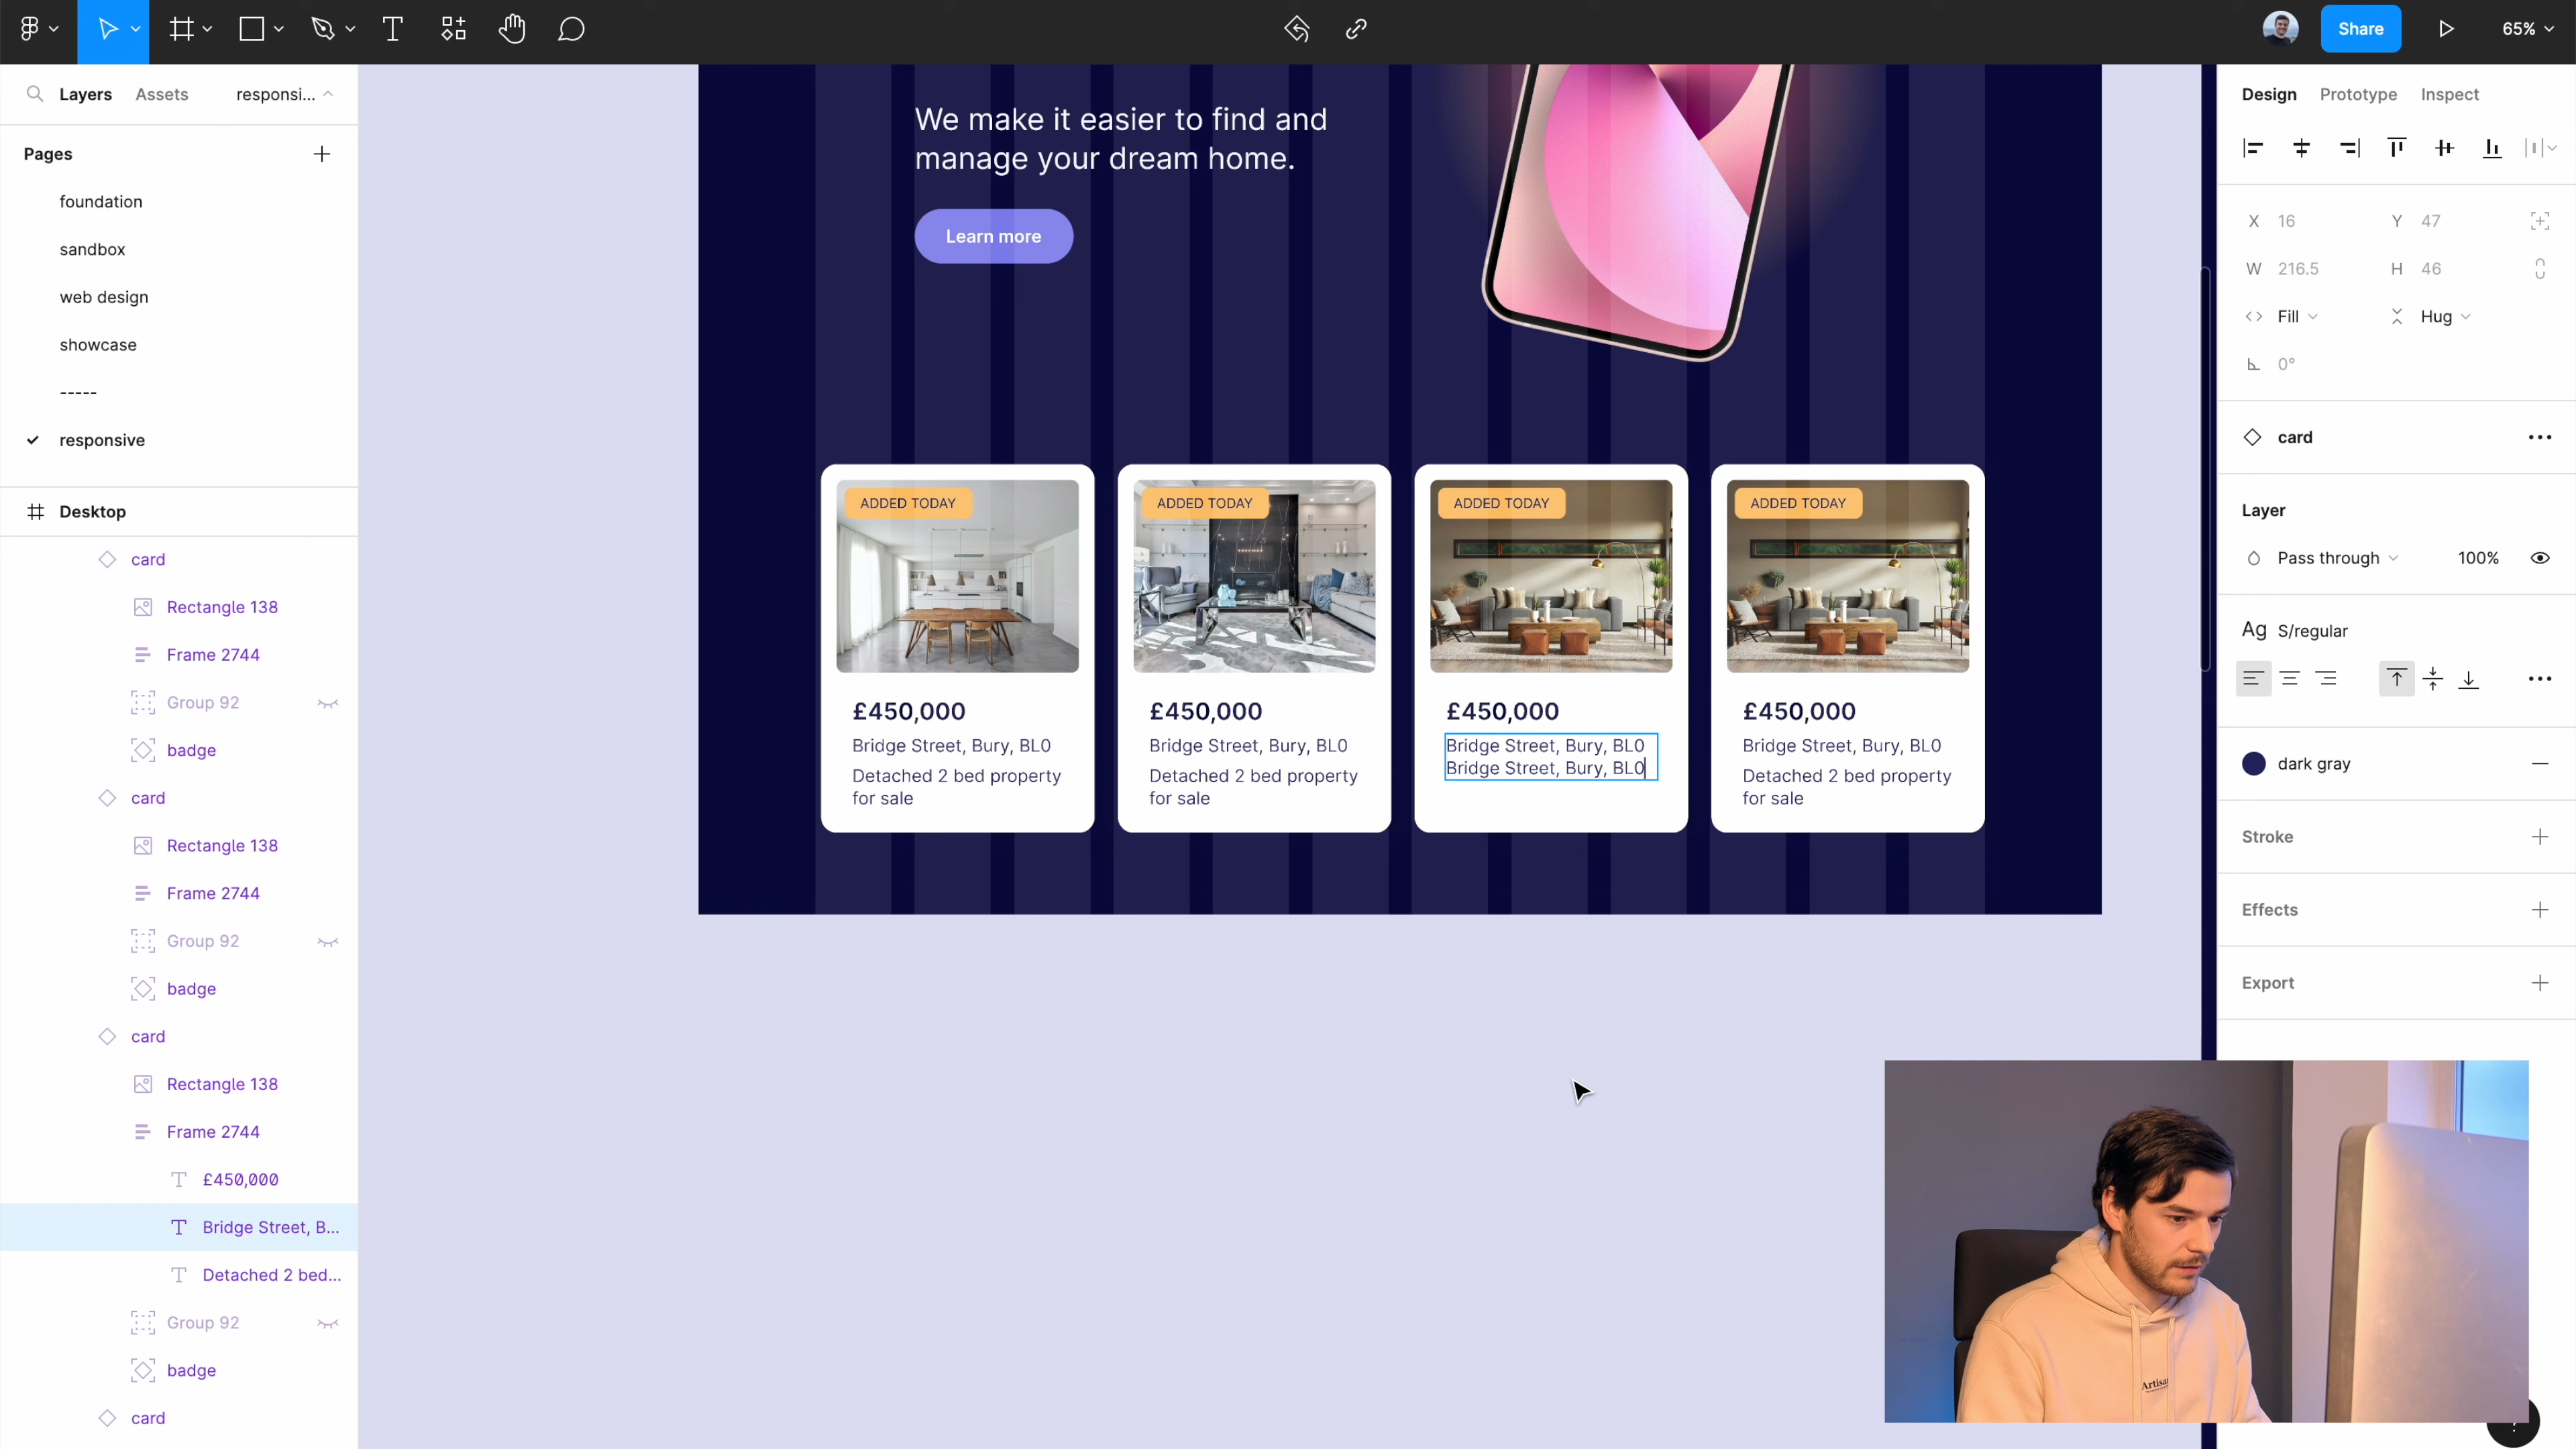 Share
65%
Layers
Assets
responsi...
Pages
foundation
sandbox
web design
showcase
-----
responsive
Desktop
card
Rectangle 138
Frame 2744
Group 92
badge
card
Rectangle 138
Frame 2744
Group 92
badge
card
Rectangle 138
Frame 2744
£450,000
Bridge Street, B...
Detached 2 bed...
Group 92
badge
card
We make it easier to find and
manage your dream home.
Learn more
ADDED TODAY
£450,000
Bridge Street, Bury, BL0
Detached 2 bed property
for sale
ADDED TODAY
£450,000
Bridge Street, Bury, BL0
Detached 2 bed property
for sale
ADDED TODAY
£450,000
Bridge Street, Bury, BL0
Bridge Street, Bury, BL0
ADDED TODAY
£450,000
Bridge Street, Bury, BL0
Detached 2 bed property
for sale
Design
Prototype
Inspect
X 16
Y 47
W 216.5
H 46
Fill
Hug
0°
card
Layer
Pass through
100%
Ag S/regular
dark gray
Stroke
Effects
Export
Artisan